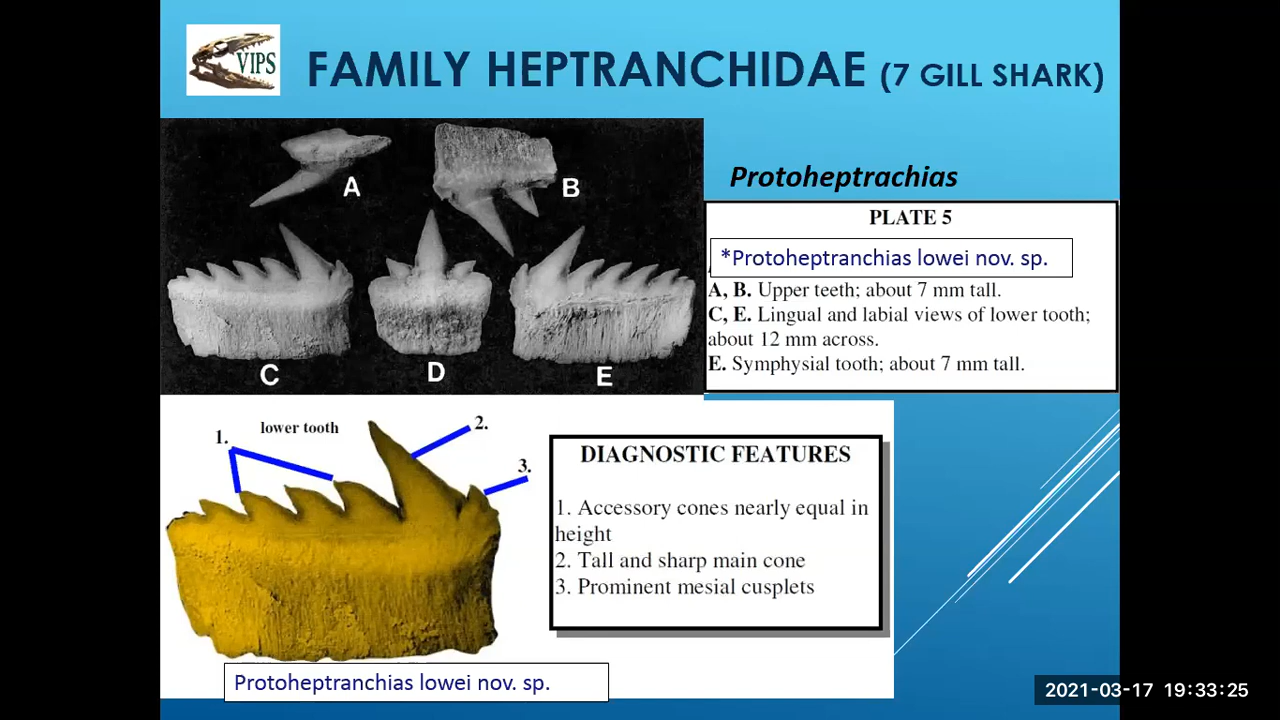 VIPS
FAMILY HEPTRANCHIDAE (7 GILL SHARK)
A
B
C
D
E
Protoheptrachias
PLATE 5
*Protoheptranchias lowei nov. sp.
A, B. Upper teeth; about 7 mm tall.
C, E. Lingual and labial views of lower tooth;
about 12 mm across.
E. Symphysial tooth; about 7 mm tall.
1.
lower tooth
2.
3.
DIAGNOSTIC FEATURES
1. Accessory cones nearly equal in
height
2. Tall and sharp main cone
3. Prominent mesial cusplets
Protoheptranchias lowei nov. sp.
2021-03-17 19:33:25